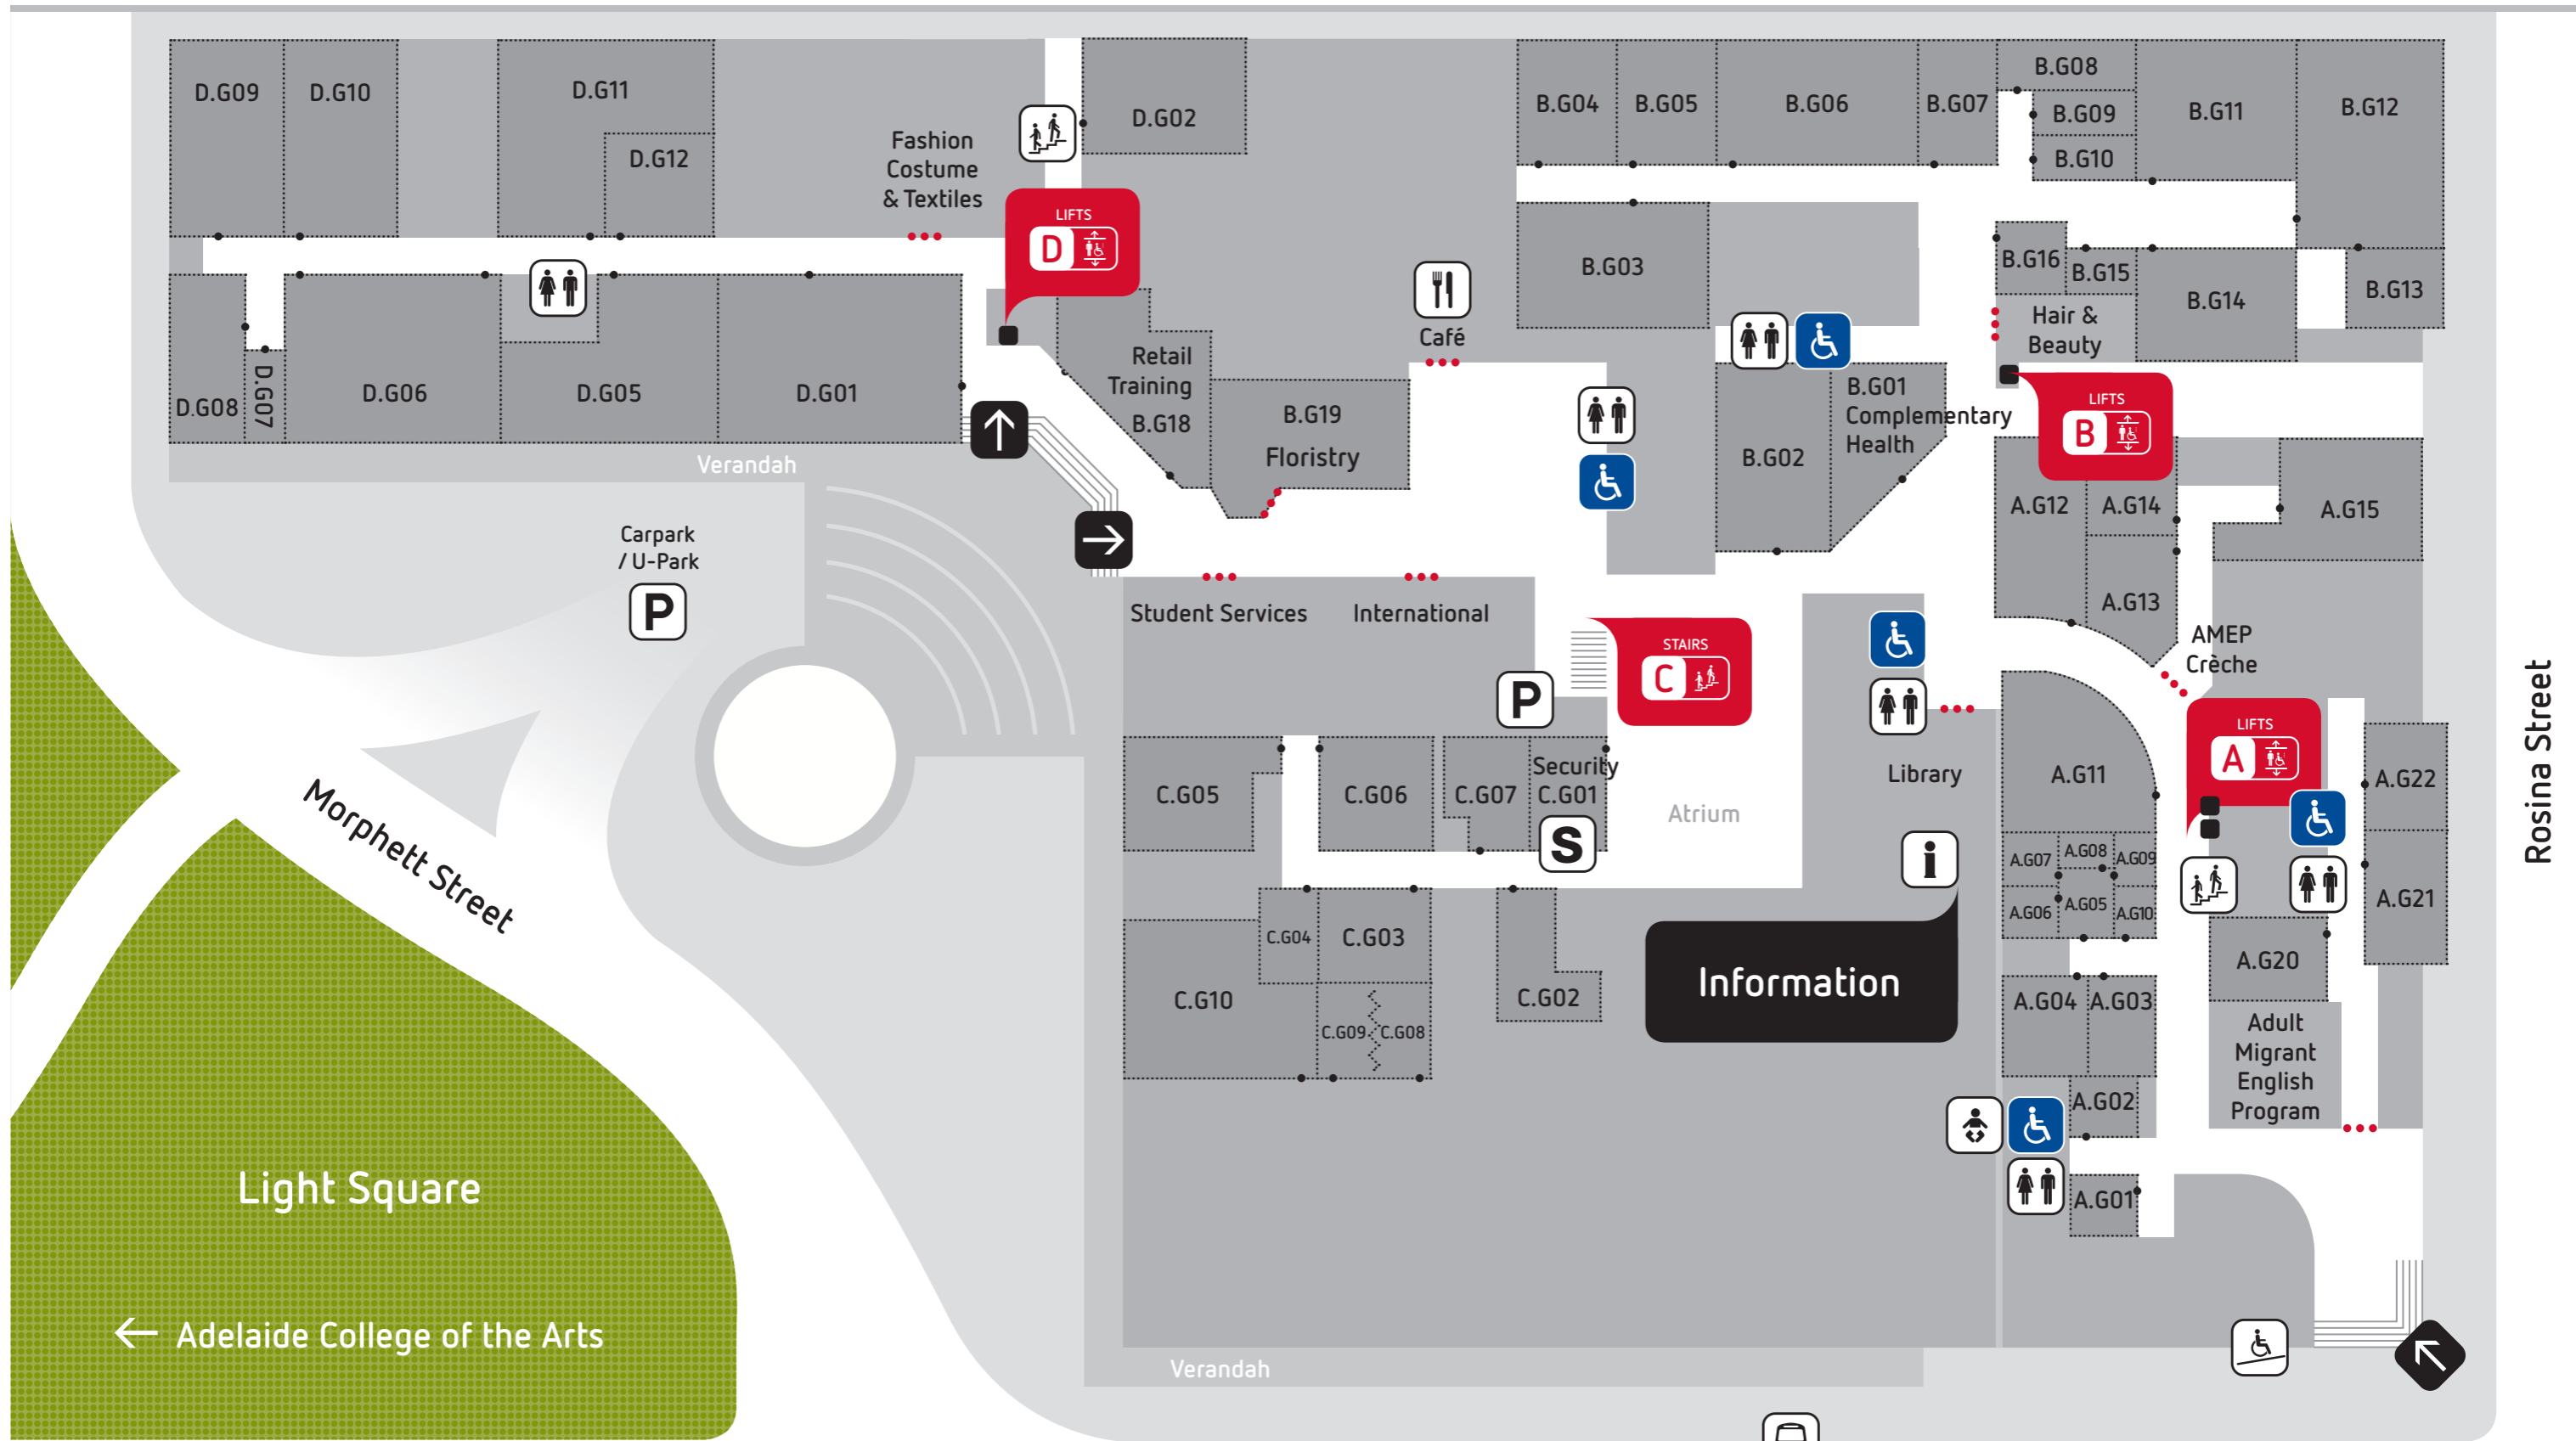 D.G09
D.G10
D.G11
D.G12
Fashion
Costume
& Textiles
D.G02
LIFTS
D
B.G04
B.G05
B.G06
B.G07
B.G08
B.G09
B.G10
B.G11
B.G12
B.G03
B.G16
B.G15
B.G14
B.G13
Hair &
Beauty
Café
D.G08
D.G07
D.G06
D.G05
D.G01
Verandah
Retail
Training
B.G18
B.G19
Floristry
B.G02
B.G01
Complementary
Health
LIFTS
B
A.G12
A.G14
A.G13
A.G15
Carpark
/ U-Park
P
Student Services
International
STAIRS
C
P
AMEP
Crèche
LIFTS
A
Rosina Street
Morphett Street
C.G05
C.G06
C.G07
Security
C.G01
S
Atrium
Library
i
Information
A.G11
A.G07
A.G08
A.G09
A.G06
A.G05
A.G10
A.G22
A.G21
A.G20
C.G04
C.G03
C.G10
C.G09
C.G08
C.G02
A.G04
A.G03
A.G02
A.G01
Adult
Migrant
English
Program
Light Square
← Adelaide College of the Arts
Verandah